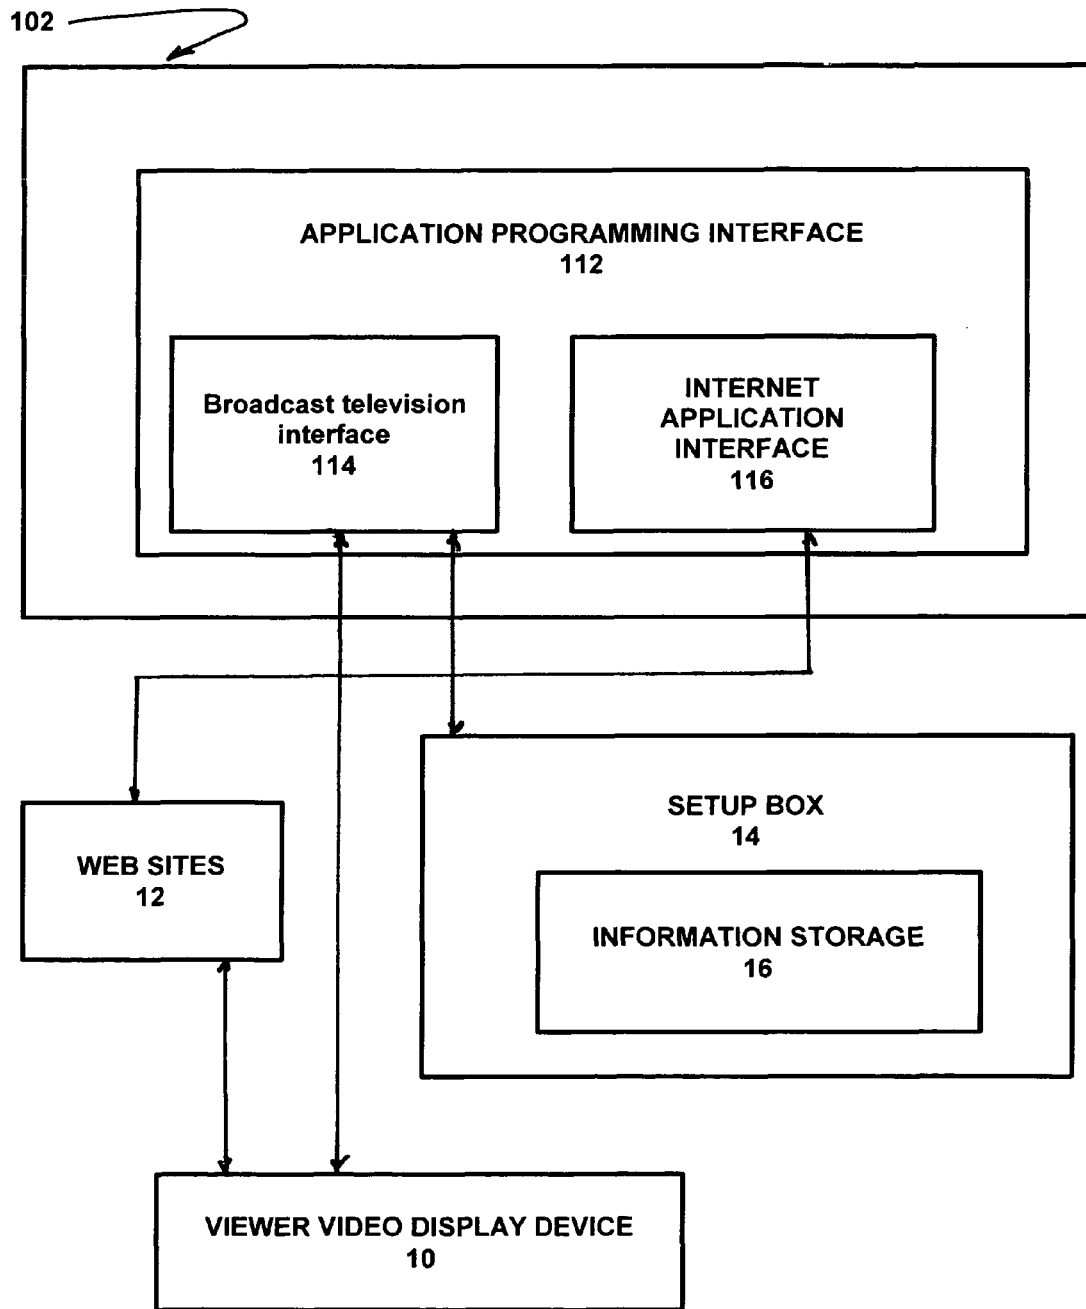 102
APPLICATION PROGRAMMING INTERFACE
112
Broadcast television
interface
114
INTERNET
APPLICATION
INTERFACE
116
SETUP BOX
14
WEB SITES
12
INFORMATION STORAGE
16
VIEWER VIDEO DISPLAY DEVICE
10